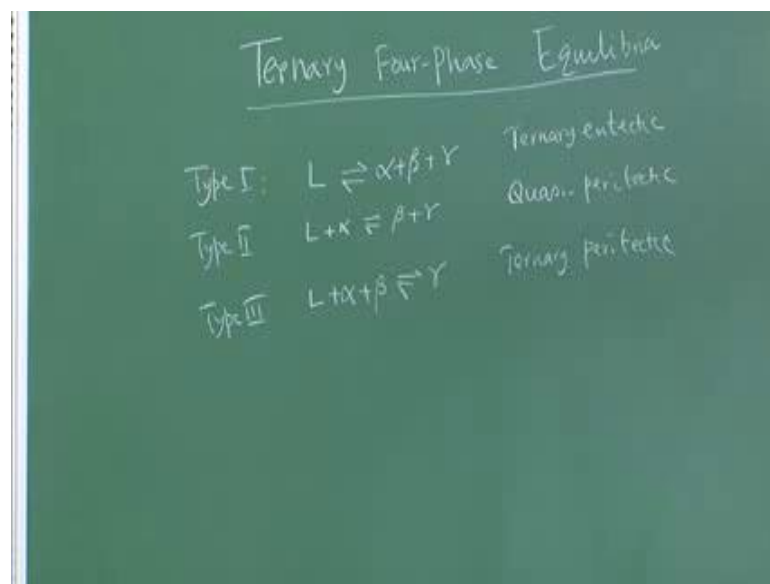 Ternary Four-Phase Equilibria
Type I: L ⇌ α+β+γ Ternary eutectic
Type II L+α ⇌ β+γ Quasi-peritectic
Type III L+α+β ⇌ γ Ternary peritectic